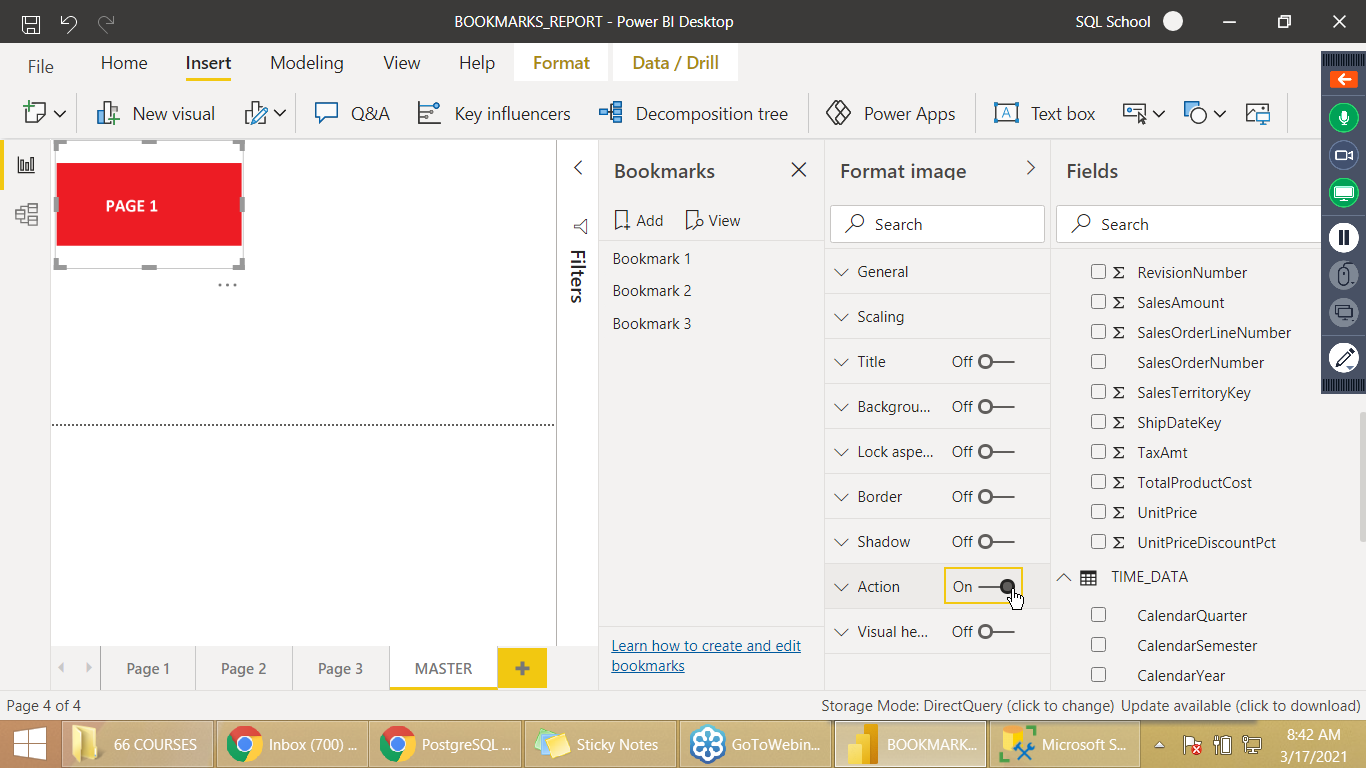 BOOKMARKS_REPORT - Power BI Desktop
SQL School
File Home Insert Modeling View Help Format Data / Drill
New visual Q&A Key influencers Decomposition tree Power Apps Text box
PAGE 1
Filters
Bookmarks
Add View
Bookmark 1
Bookmark 2
Bookmark 3
Learn how to create and edit
bookmarks
Format image
Search
General
Scaling
Title Off
Backgrou... Off
Lock aspe... Off
Border Off
Shadow Off
Action On
Visual he... Off
Fields
Search
RevisionNumber
SalesAmount
SalesOrderLineNumber
SalesOrderNumber
SalesTerritoryKey
ShipDateKey
TaxAmt
TotalProductCost
UnitPrice
UnitPriceDiscountPct
TIME_DATA
CalendarQuarter
CalendarSemester
CalendarYear
Page 1 Page 2 Page 3 MASTER
Page 4 of 4
Storage Mode: DirectQuery (click to change) Update available (click to download)
66 COURSES Inbox (700) ... PostgreSQL ... Sticky Notes GoToWebin... BOOKMARK... Microsoft S...
8:42 AM
3/17/2021